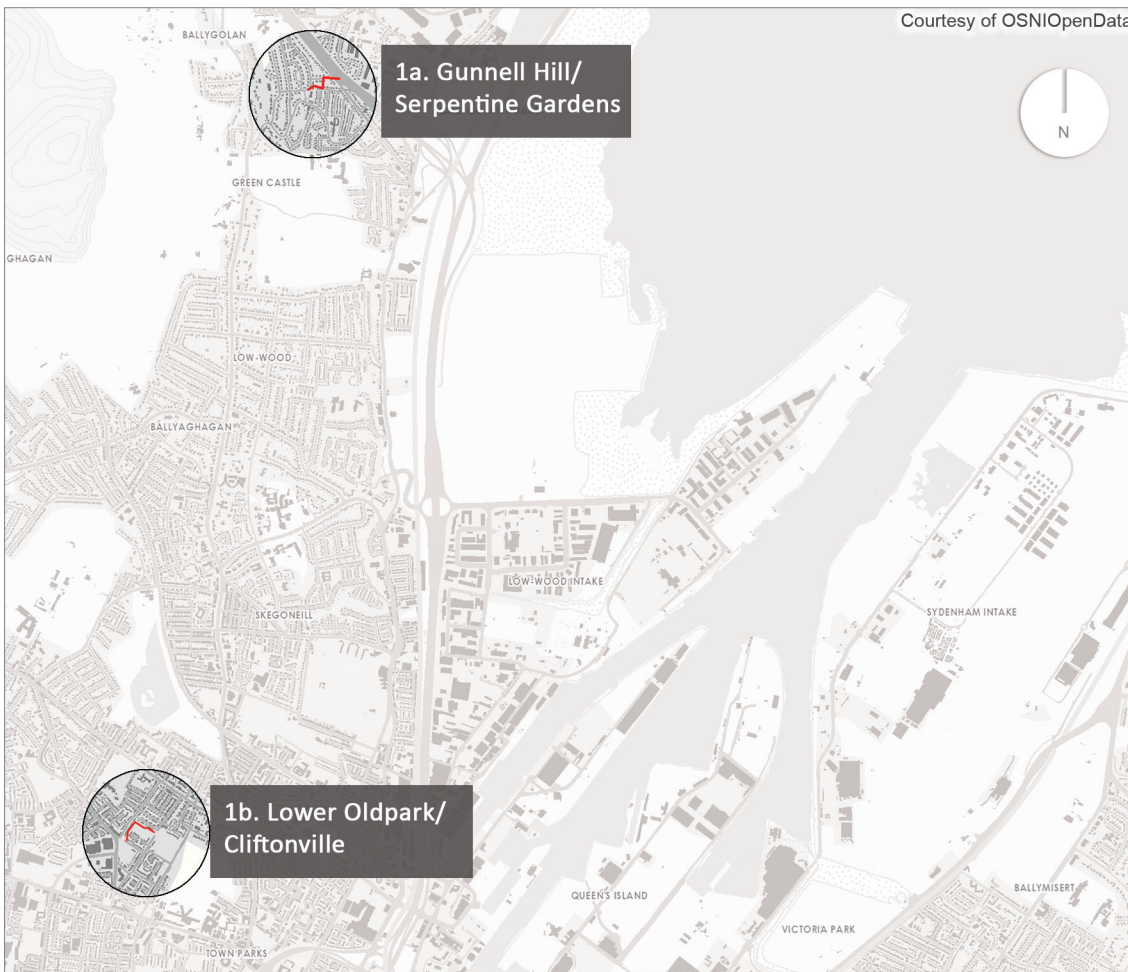 Courtesy of OSNIOpenData
BALLYGOLAN
1a. Gunnell Hill/
Serpentine Gardens
N
GREEN CASTLE
GHAGAN
LOW-WOOD
BALLYAGHAGAN
LOW-WOOD INTAKE
SKEGONEILL
SYDENHAM INTAKE
1b. Lower Oldpark/
Cliftonville
QUEEN'S ISLAND
BALLYMISERT
VICTORIA PARK
TOWN PARKS